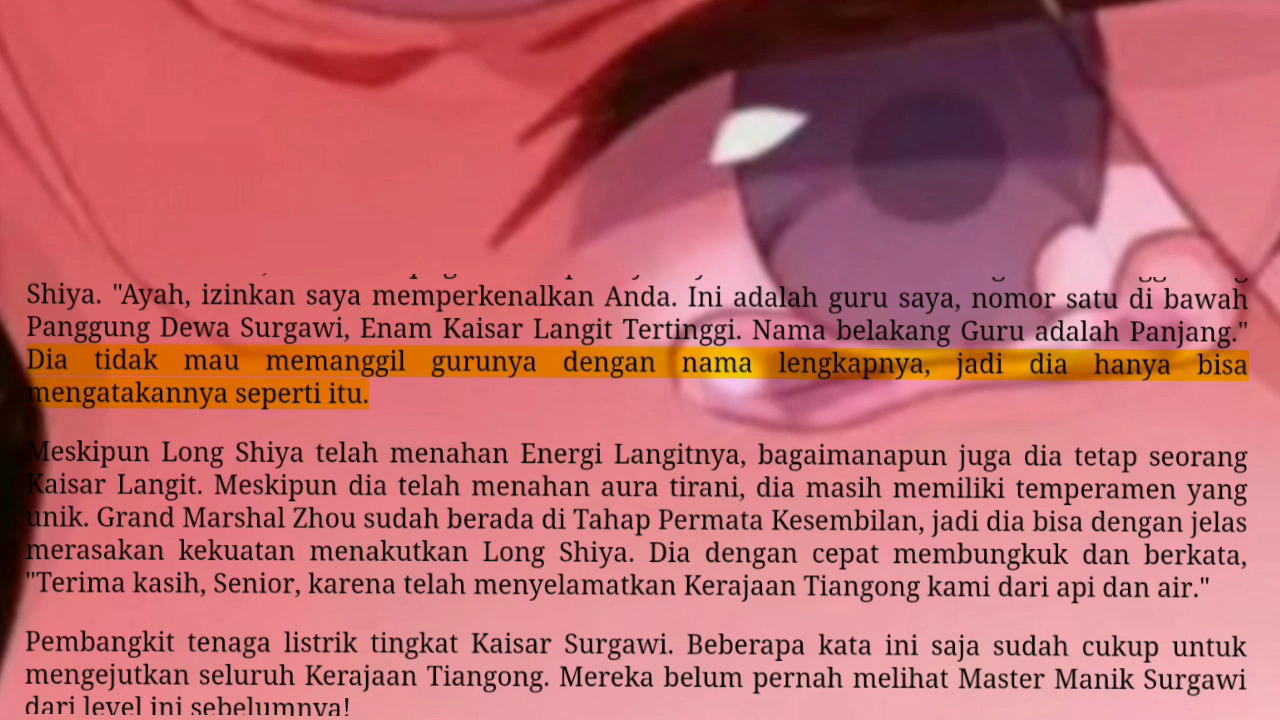 Shiya. "Ayah, izinkan saya memperkenalkan Anda. Ini adalah guru saya, nomor satu di bawah
Panggung Dewa Surgawi, Enam Kaisar Langit Tertinggi. Nama belakang Guru adalah Panjang."
Dia tidak mau memanggil gurunya dengan nama lengkapnya, jadi dia hanya bisa
mengatakannya seperti itu.
Meskipun Long Shiya telah menahan Energi Langitnya, bagaimanapun juga dia tetap seorang
Kaisar Langit. Meskipun dia telah menahan aura tirani, dia masih memiliki temperamen yang
unik. Grand Marshal Zhou sudah berada di Tahap Permata Kesembilan, jadi dia bisa dengan jelas
merasakan kekuatan menakutkan Long Shiya. Dia dengan cepat membungkuk dan berkata,
"Terima kasih, Senior, karena telah menyelamatkan Kerajaan Tiangong kami dari api dan air."
Pembangkit tenaga listrik tingkat Kaisar Surgawi. Beberapa kata ini saja sudah cukup untuk
mengejutkan seluruh Kerajaan Tiangong. Mereka belum pernah melihat Master Manik Surgawi
dari level ini sebelumnya!